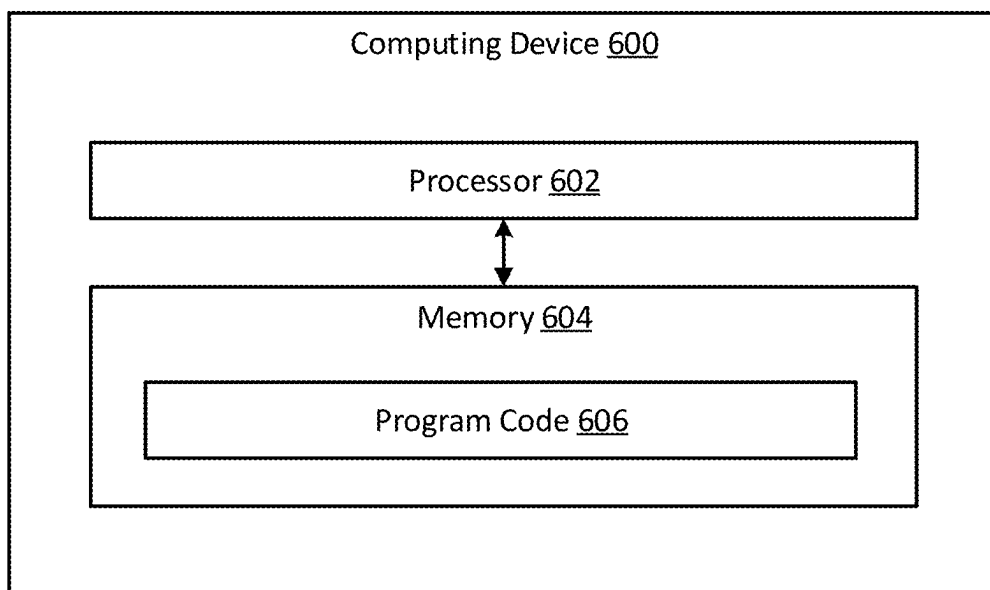 Computing Device 600
Processor 602
Memory 604
Program Code 606